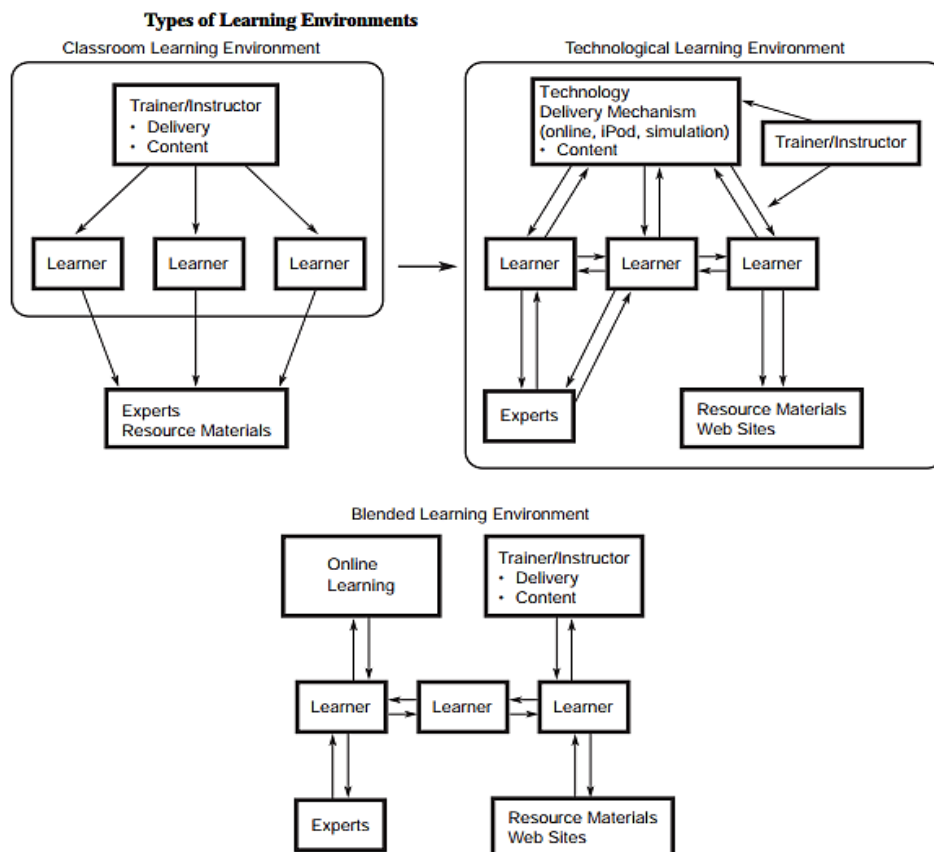 Types of Learning Environments
Classroom Learning Environment
Trainer/Instructor
• Delivery
• Content
Learner
Learner
Learner
Experts
Resource Materials
Technological Learning Environment
Technology
Delivery Mechanism
(online, iPod, simulation)
• Content
Trainer/Instructor
Learner
Learner
Learner
Experts
Resource Materials
Web Sites
Blended Learning Environment
Online
Learning
Trainer/Instructor
• Delivery
• Content
Learner
Learner
Learner
Experts
Resource Materials
Web Sites